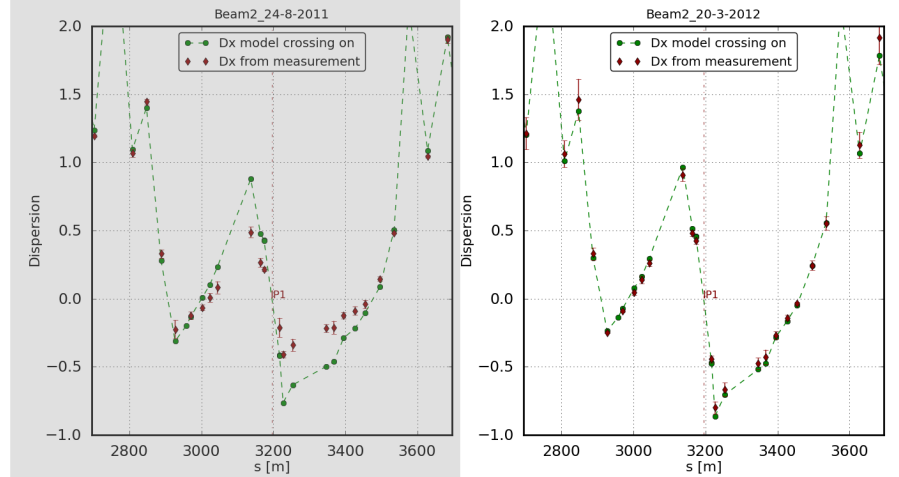 Beam2_24-8-2011
2.0
1.5
1.0
0.5
0.0
−0.5
−1.0
Dispersion
Dx model crossing on
Dx from measurement
IP1
2800 3000 3200 3400 3600
s [m]
Beam2_20-3-2012
2.0
1.5
1.0
0.5
0.0
−0.5
−1.0
Dispersion
Dx model crossing on
Dx from measurement
IP1
2800 3000 3200 3400 3600
s [m]